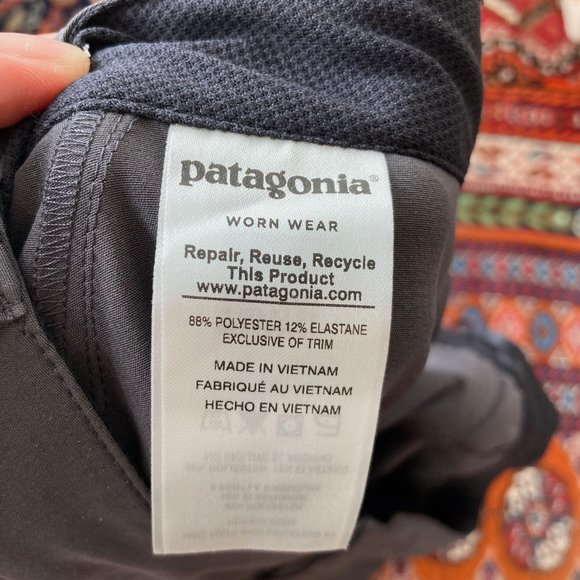 patagonia®
WORN WEAR
Repair, Reuse, Recycle
This Product
www.patagonia.com
88% POLYESTER 12% ELASTANE
EXCLUSIVE OF TRIM
MADE IN VIETNAM
FABRIQUÉ AU VIETNAM
HECHO EN VIETNAM